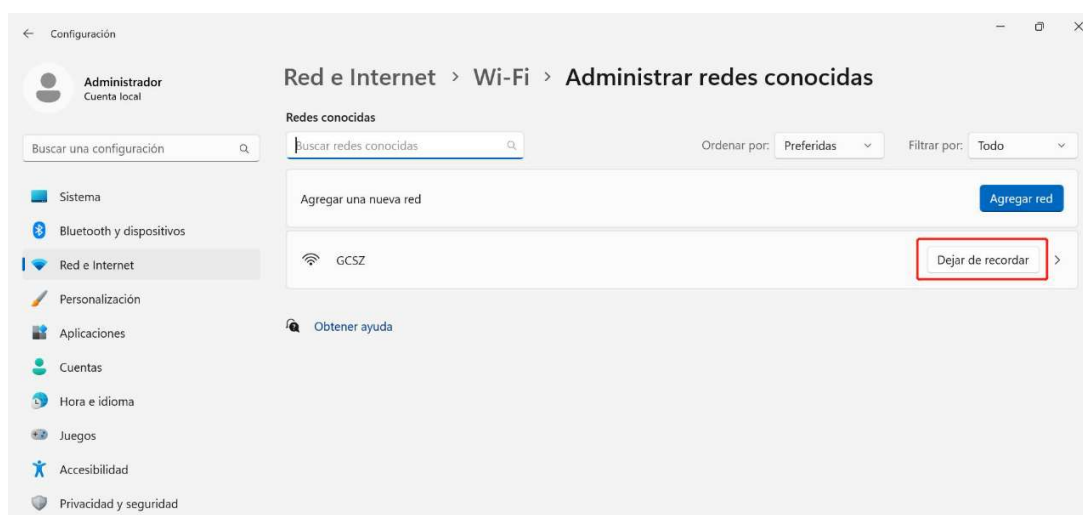 Configuración
Administrador
Cuenta local
Buscar una configuración
Sistema
Bluetooth y dispositivos
Red e Internet
Personalización
Aplicaciones
Cuentas
Hora e idioma
Juegos
Accesibilidad
Privacidad y seguridad
Red e Internet > Wi-Fi > Administrar redes conocidas
Redes conocidas
Buscar redes conocidas
Ordenar por: Preferidas
Filtrar por: Todo
Agregar una nueva red
Agregar red
GCSZ
Dejar de recordar
Obtener ayuda